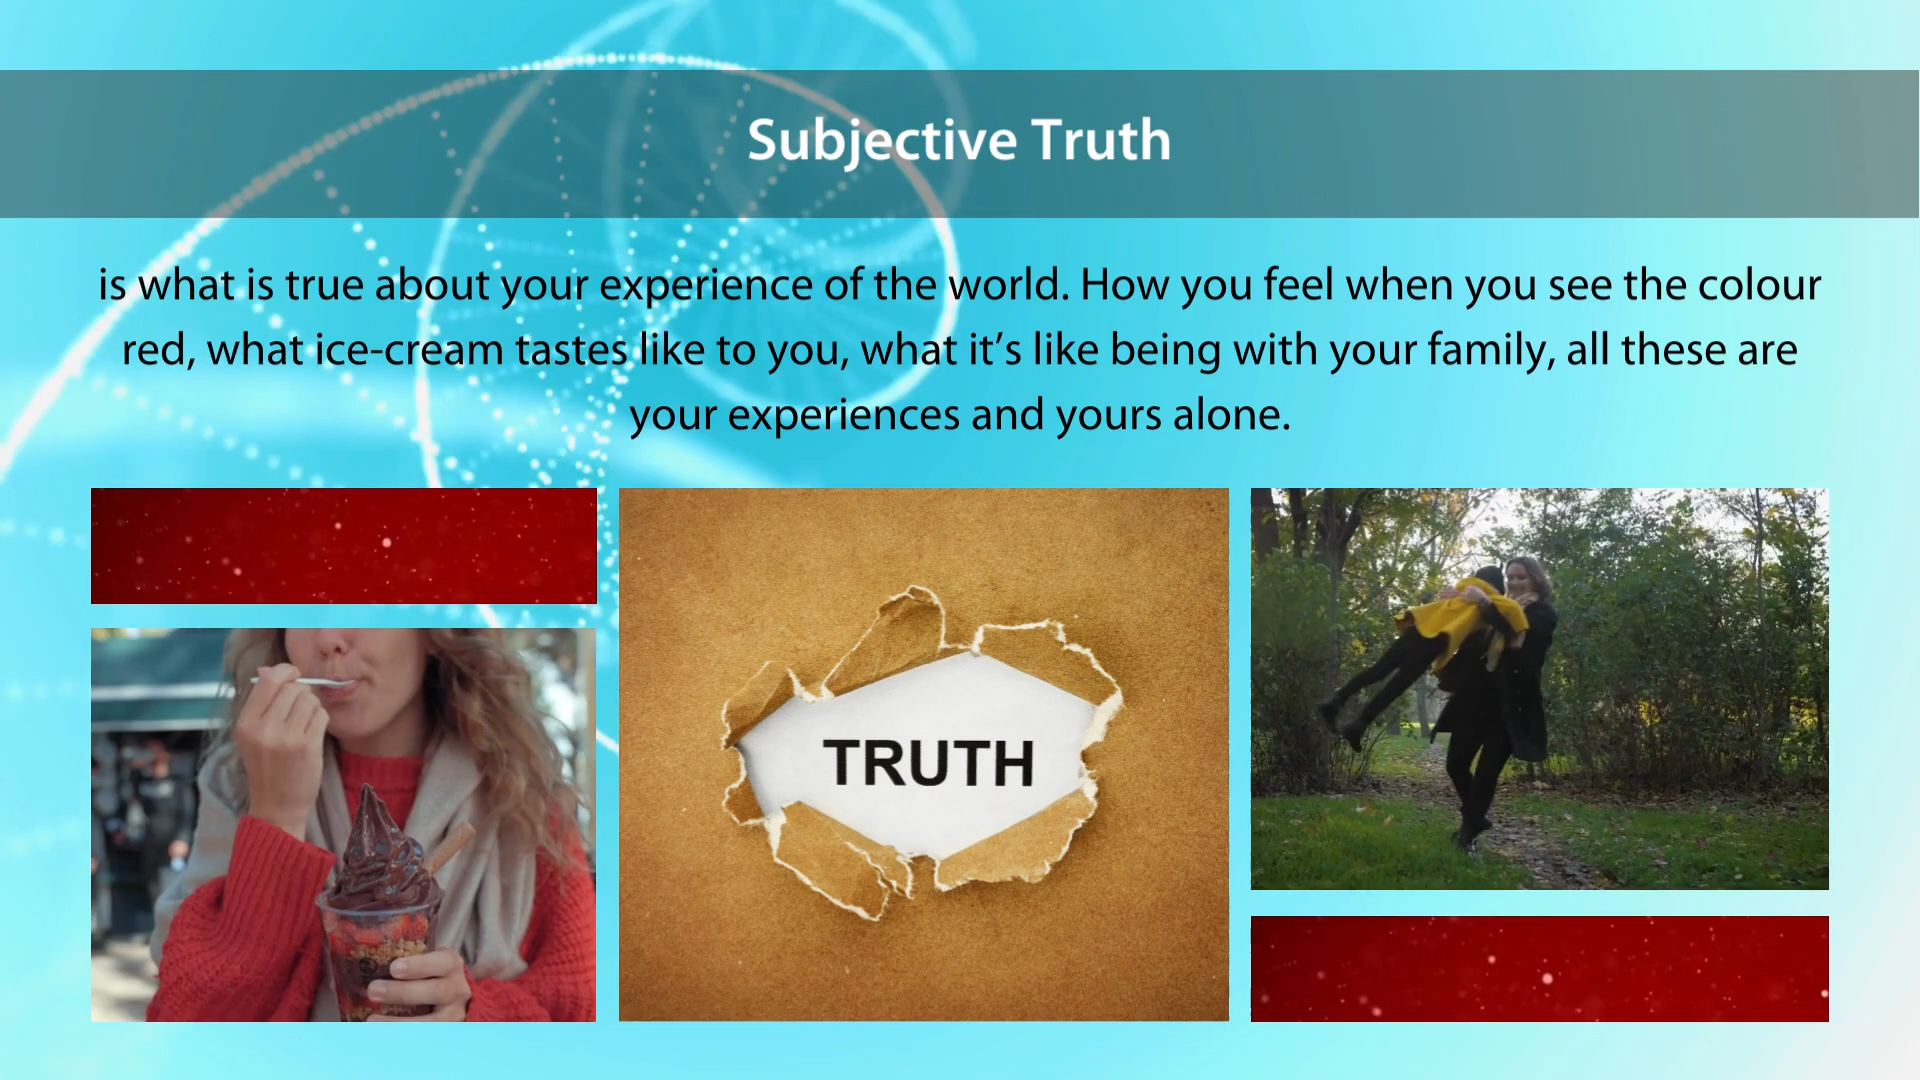 Subjective Truth
is what is true about your experience of the world. How you feel when you see the colour
red, what ice-cream tastes like to you, what it’s like being with your family, all these are
your experiences and yours alone.
TRUTH